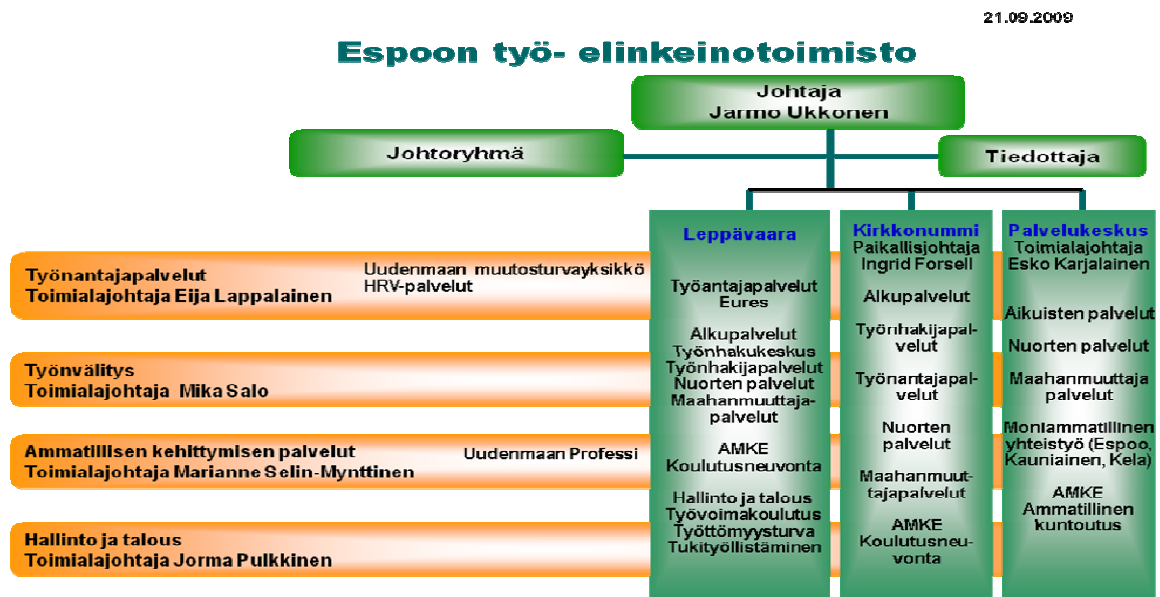 21.09.2009
Espoon työ- elinkeinotoimisto
Johtaja
Jarmo Ukkonen
Johtoryhmä
Tiedottaja
Työnantajapalvelut
Toimialajohtaja Eija Lappalainen
Uudenmaan muutosturvayksikkö
HRV-palvelut
Työnvälitys
Toimialajohtaja Mika Salo
Ammatillisen kehittymisen palvelut
Toimialajohtaja Marianne Selin-Mynttinen
Uudenmaan Professi
Hallinto ja talous
Toimialajohtaja Jorma Pulkkinen
Leppävaara
Työantajapalvelut
Eures
Alkupalvelut
Työnhakukeskus
Työnhakijapalvelut
Nuorten palvelut
Maahanmuuttaja-
palvelut
AMKE
Koulutusneuvonta
Hallinto ja talous
Työvoimakoulutus
Työttömyysturva
Tukityöllistäminen
Kirkkonummi
Paikallisjohtaja
Ingrid Forsell
Alkupalvelut
Työnhakijapal-
velut
Työnantajapal-
velut
Nuorten
palvelut
Maahanmuut-
tajapalvelut
AMKE
Koulutusneu-
vonta
Palvelukeskus
Toimialajohtaja
Esko Karjalainen
Aikuisten palvelut
Nuorten palvelut
Maahanmuuttaja
palvelut
Moniammatillinen
yhteistyö (Espoo,
Kauniainen, Kela)
AMKE
Ammatillinen
kuntoutus